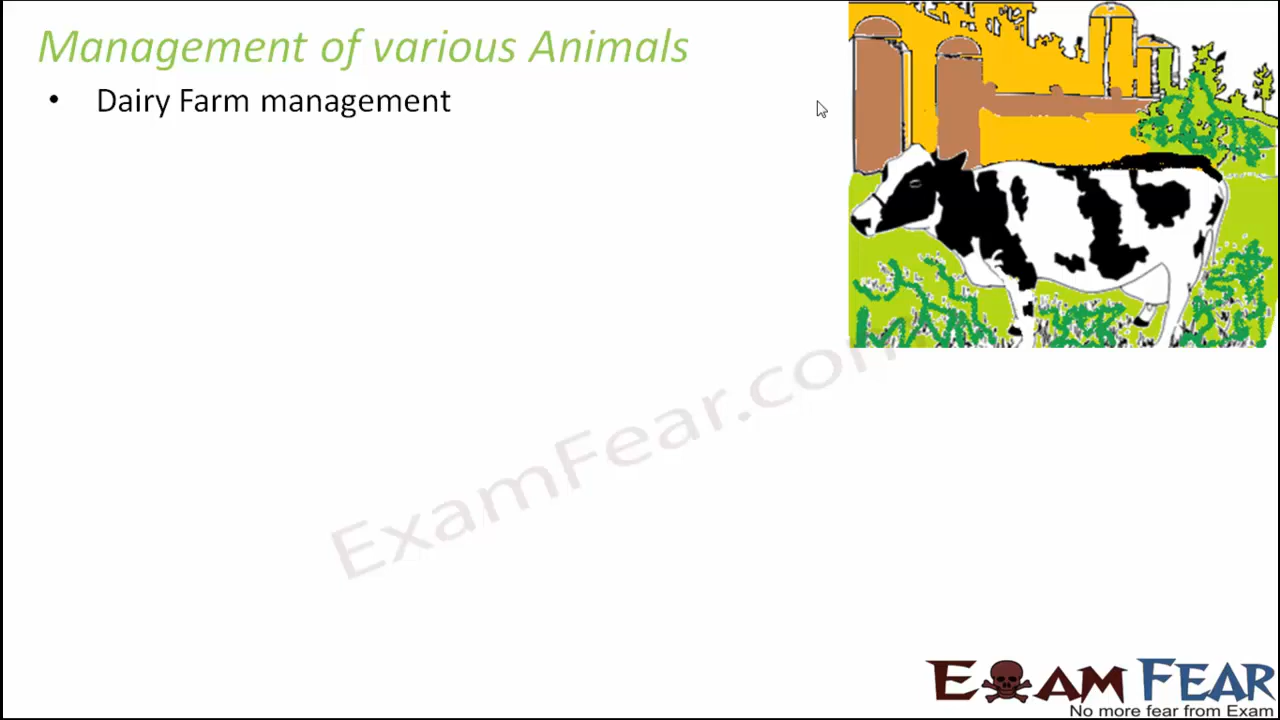 Management of various Animals
• Dairy Farm management
ExamFear.com
EXAM FEAR
No more fear from Exam